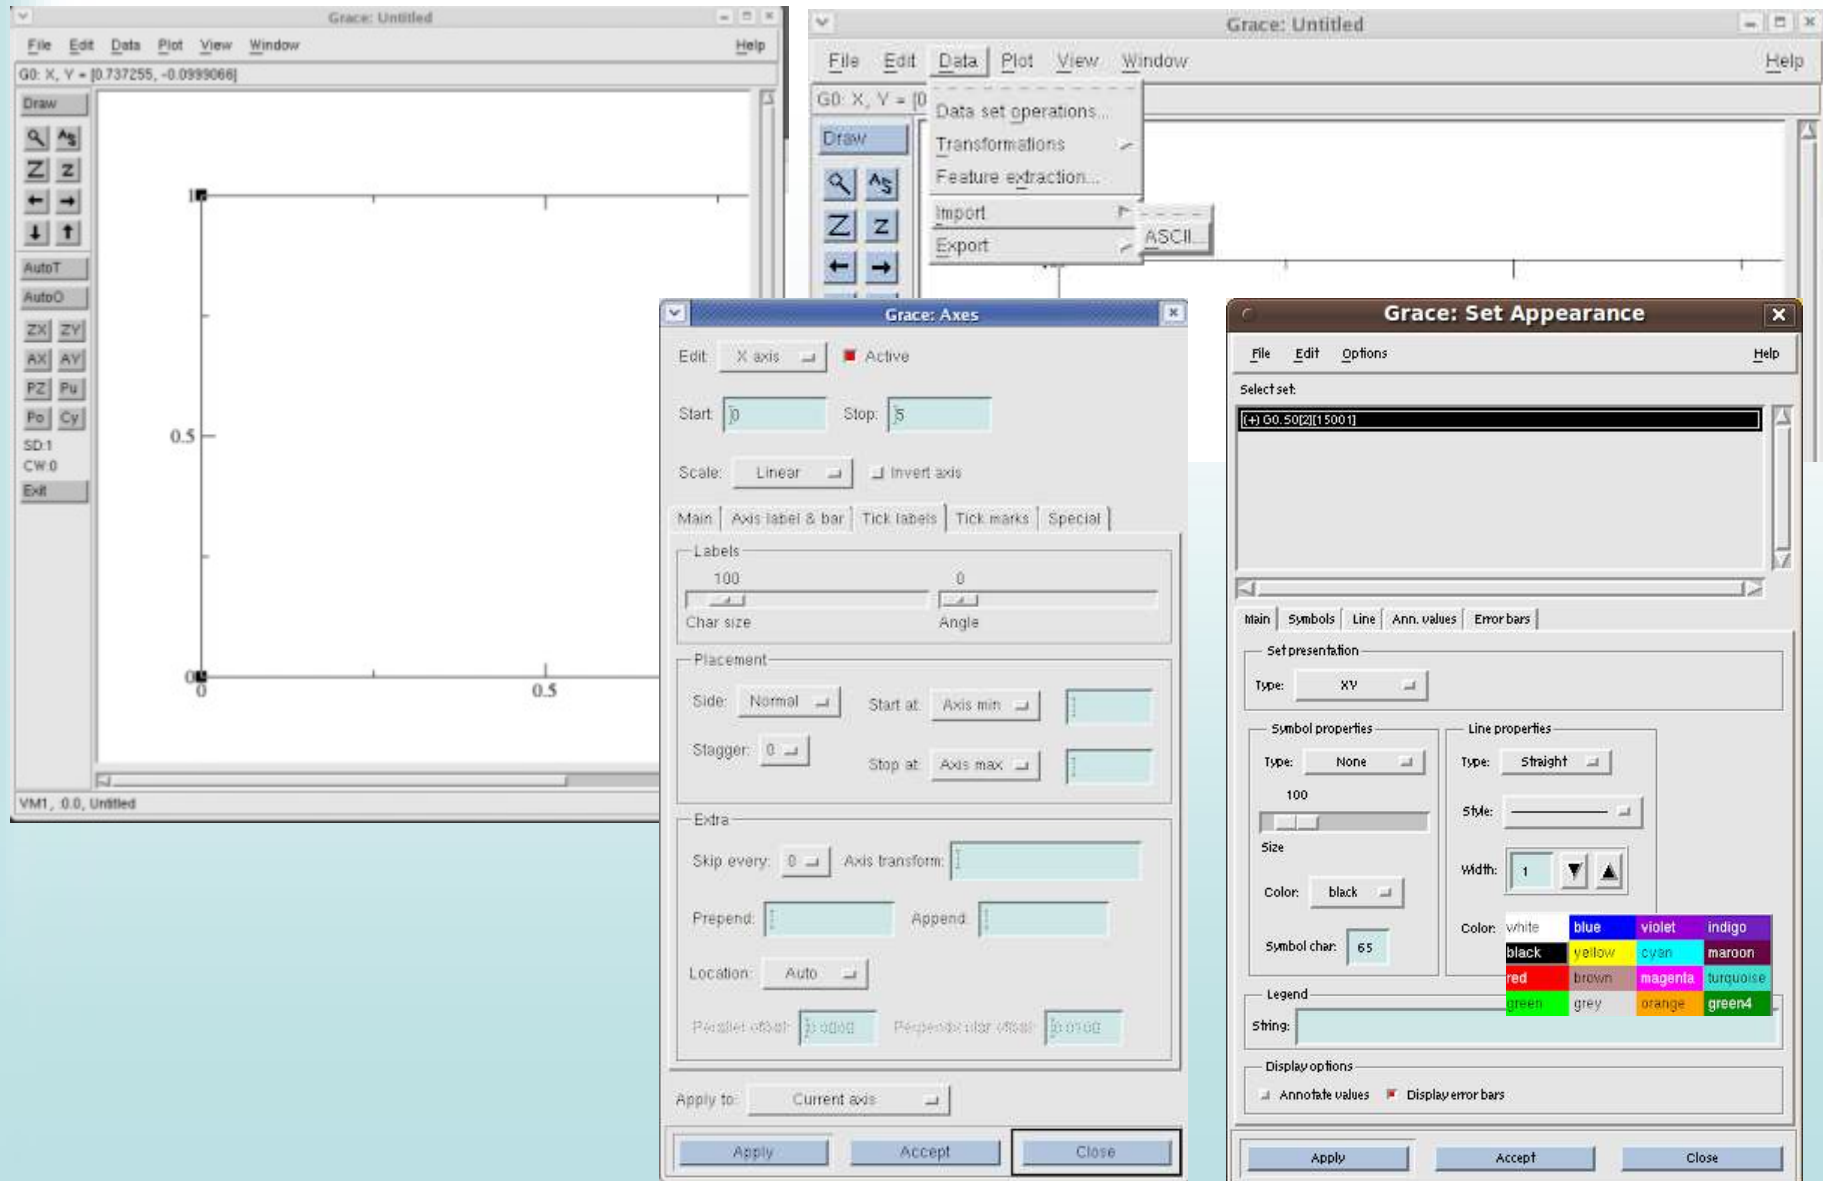 Grace: Untitled
File Edit Data Plot View Window Help
G0: X, Y = [0.737255, -0.0999066]
Draw
AS
Z z
AutoT
AutoO
ZX ZY
AX AY
PZ Pu
Po Cy
SD:1
CW:0
Exit
1
0.5
0
0 0.5
VM1, :0.0, Untitled
Grace: Untitled
File Edit Data Plot View Window Help
G0: X, Y = [0
Draw
AS
Z z
Data set operations...
Transformations
Feature extraction...
Import
Export
ASCII...
Grace: Axes
Edit: X axis Active
Start: 0 Stop: 5
Scale: Linear Invert axis
Main Axis label & bar Tick labels Tick marks Special
Labels
100 0
Char size Angle
Placement
Side: Normal Start at: Axis min
Stagger: 0 Stop at: Axis max
Extra
Skip every: 0 Axis transform:
Prepend: Append:
Location: Auto
Parallel offset: 0.0000 Perpendicular offset: 0.0100
Apply to: Current axis
Apply Accept Close
Grace: Set Appearance
File Edit Options Help
Select set:
(+) G0.S0[2][15001]
Main Symbols Line Ann. values Error bars
Set presentation
Type: XY
Symbol properties
Type: None
100
Size
Color: black
Symbol char: 65
Line properties
Type: Straight
Style:
Width: 1
Color:
white blue violet indigo
black yellow cyan maroon
red brown magenta turquoise
green grey orange green4
Legend
String:
Display options
Annotate values Display error bars
Apply Accept Close